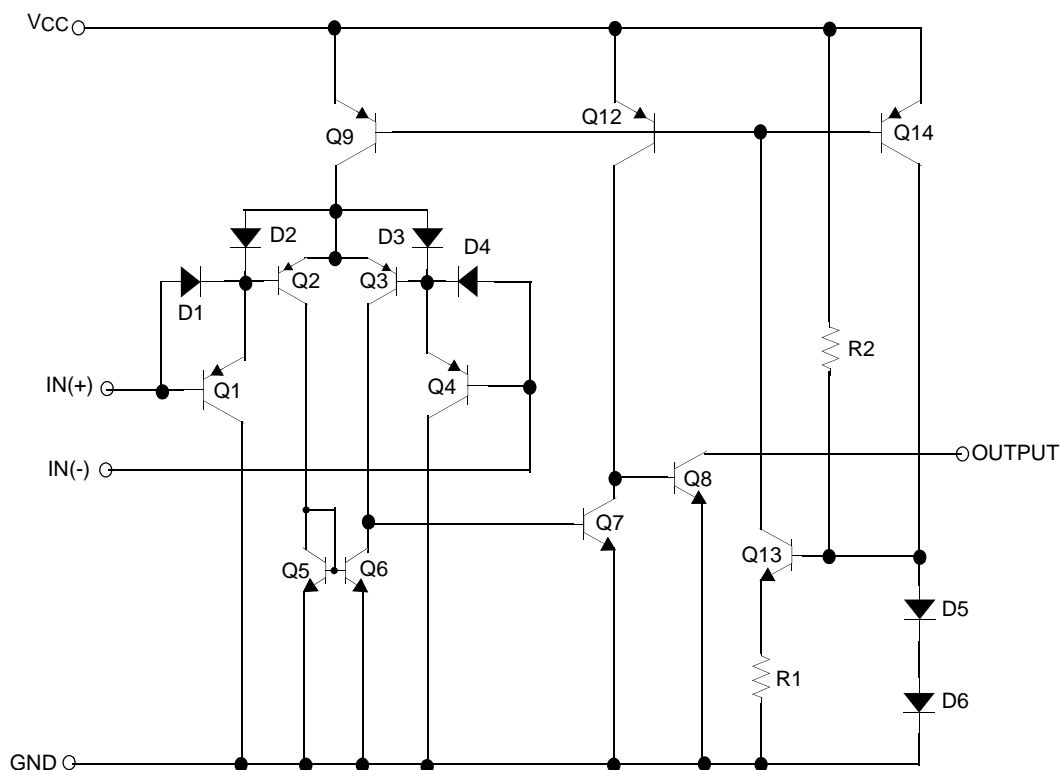 VCC
Q9
Q12
Q14
D2
D3
D4
Q2
Q3
D1
R2
IN(+)
Q1
Q4
IN(-)
OUTPUT
Q8
Q7
Q13
Q5
Q6
D5
R1
D6
GND